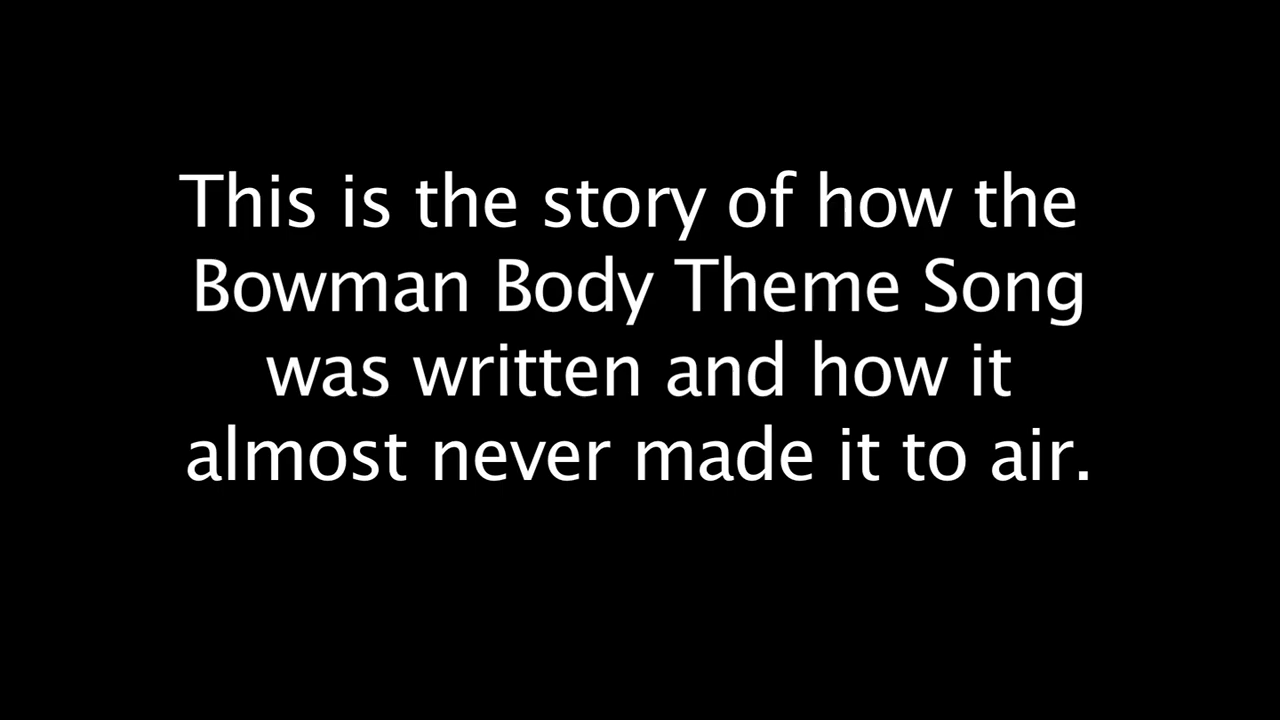 This is the story of how the
Bowman Body Theme Song
was written and how it
almost never made it to air.